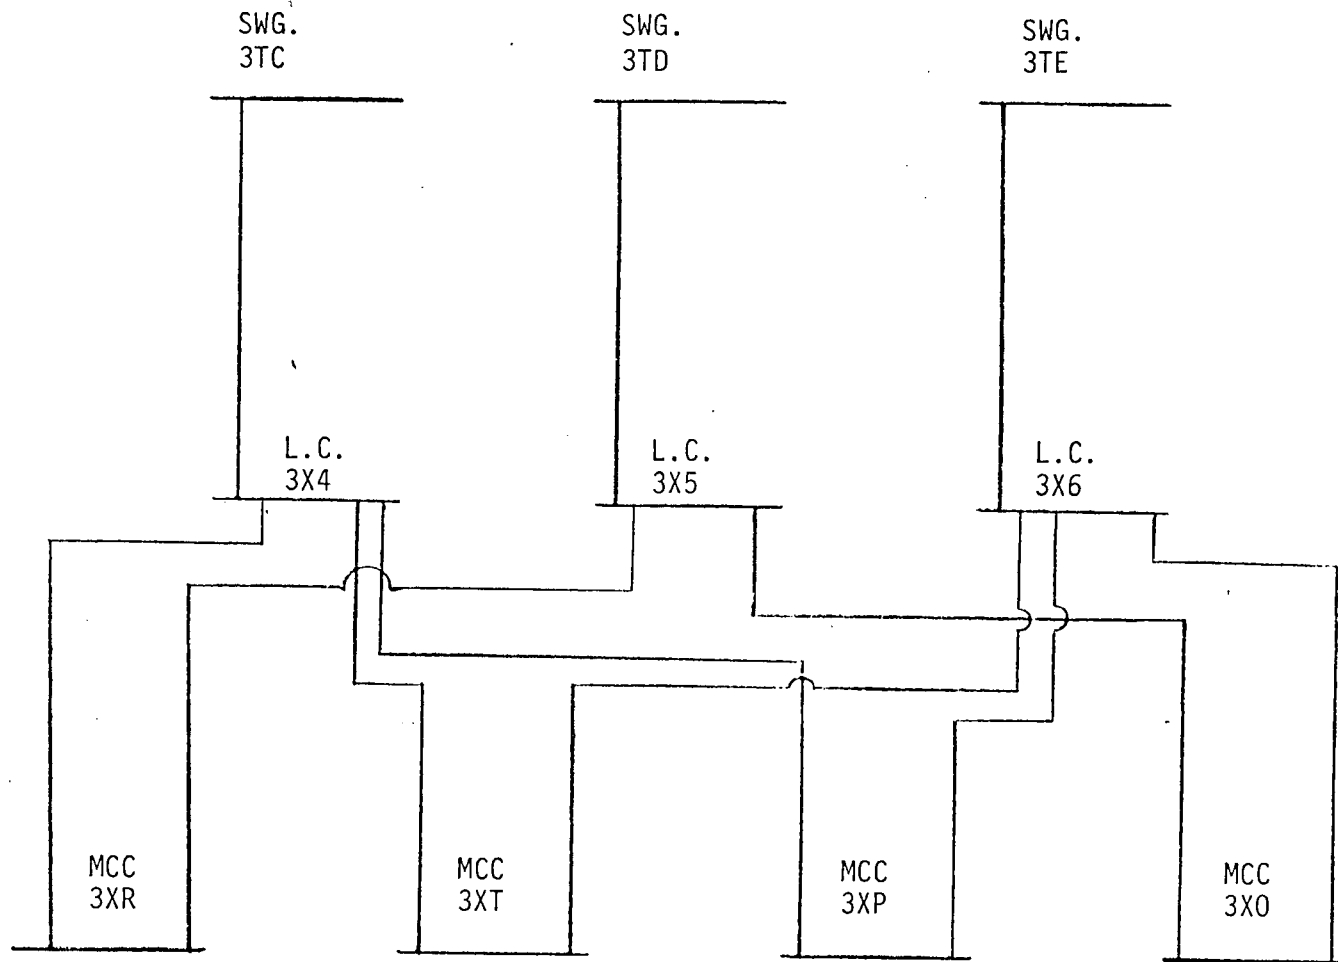 SWG.
3TC
SWG.
3TD
SWG.
3TE
L.C.
3X4
L.C.
3X5
L.C.
3X6
MCC
3XR
MCC
3XT
MCC
3XP
MCC
3XO